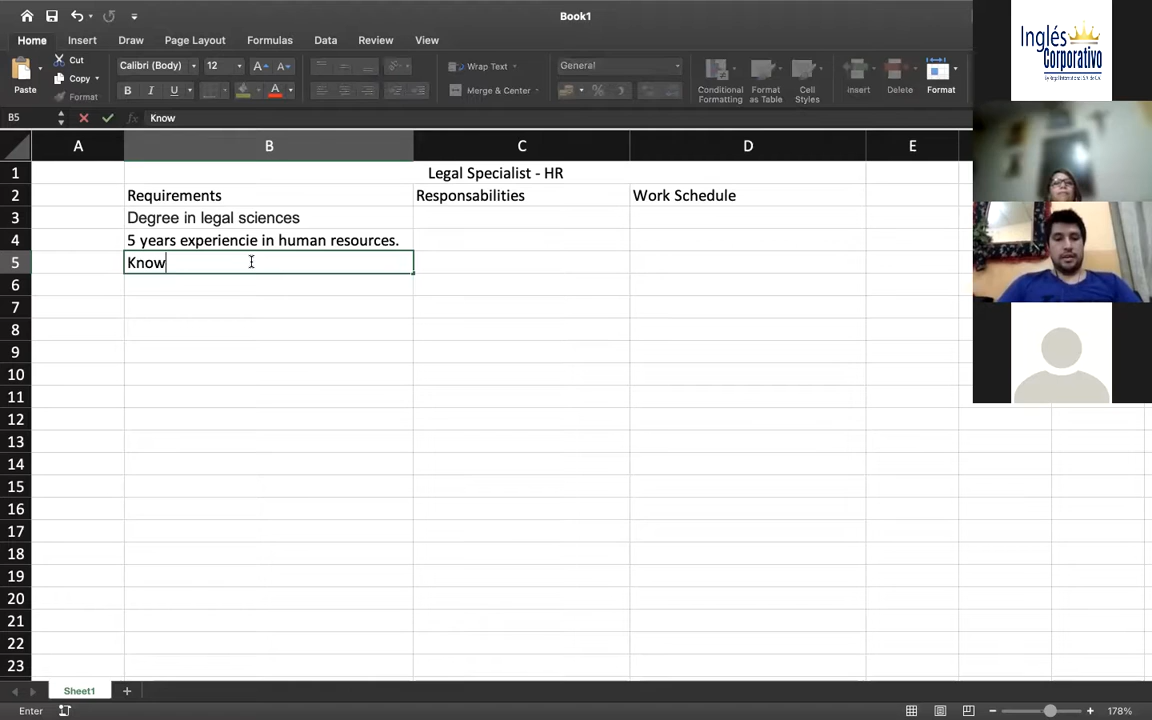 Book1
Home Insert Draw Page Layout Formulas Data Review View
Paste Cut Calibri (Body) 12 Wrap Text General Conditional Formatting Format as Table Cell Styles Insert Delete Format
Copy
Format B I U A Merge & Center %
B5 fx Know
A B C D E
1 Legal Specialist - HR
2 Requirements Responsabilities Work Schedule
3 Degree in legal sciences
4 5 years experiencie in human resources.
5 Know
6
7
8
9
10
11
12
13
14
15
16
17
18
19
20
21
22
23
Sheet1
Enter 178%
Inglés
Corporativo